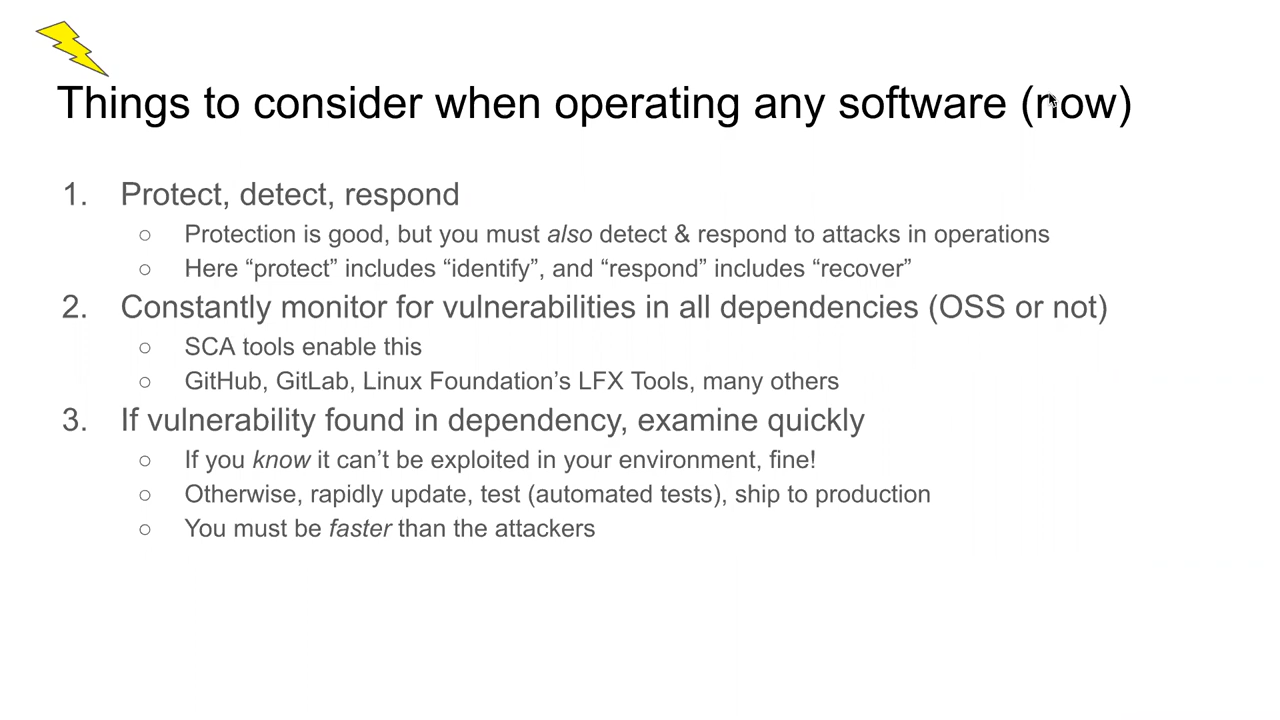 Things to consider when operating any software (now)
1. Protect, detect, respond
○ Protection is good, but you must also detect & respond to attacks in operations
○ Here “protect” includes “identify”, and “respond” includes “recover”
2. Constantly monitor for vulnerabilities in all dependencies (OSS or not)
○ SCA tools enable this
○ GitHub, GitLab, Linux Foundation’s LFX Tools, many others
3. If vulnerability found in dependency, examine quickly
○ If you know it can’t be exploited in your environment, fine!
○ Otherwise, rapidly update, test (automated tests), ship to production
○ You must be faster than the attackers